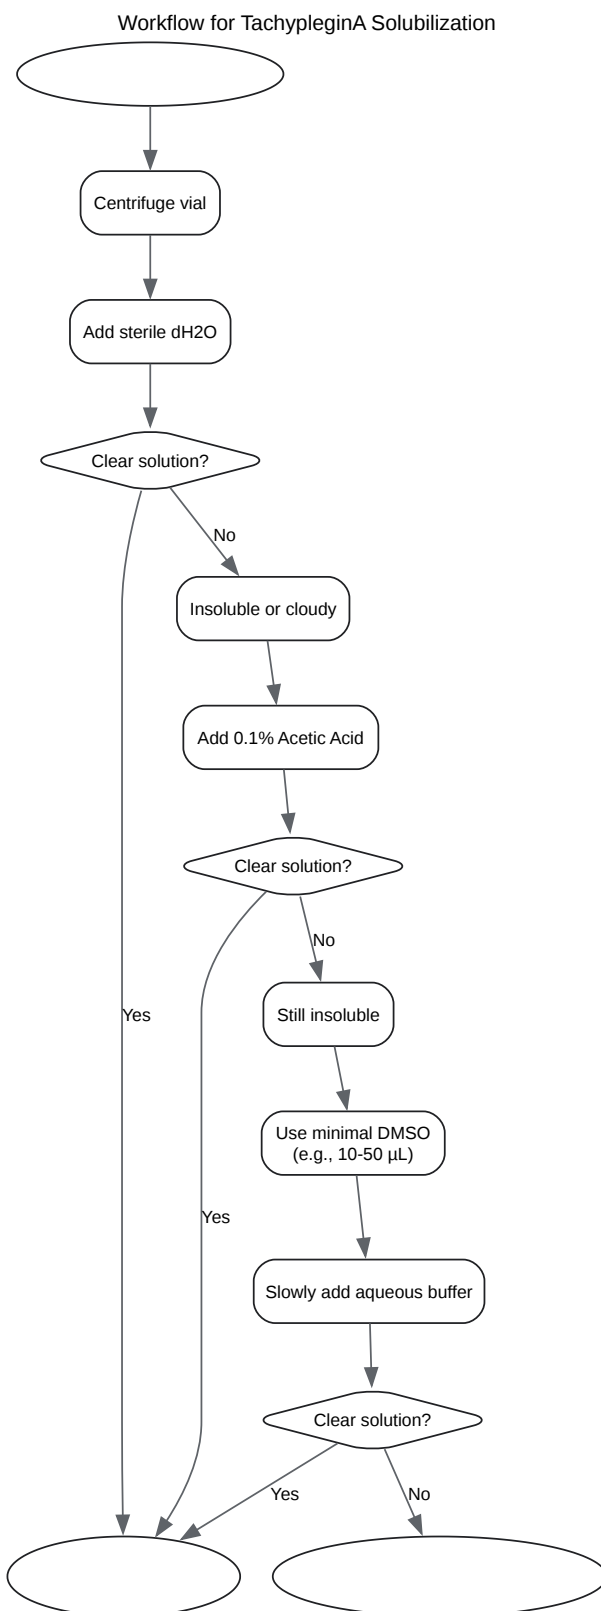 Workflow for TachypleginA Solubilization
Centrifuge vial
Add sterile dH2O
Clear solution?
No
Insoluble or cloudy
Add 0.1% Acetic Acid
Clear solution?
No
Yes
Still insoluble
Use minimal DMSO
(e.g., 10-50 µL)
Yes
Slowly add aqueous buffer
Clear solution?
Yes
No